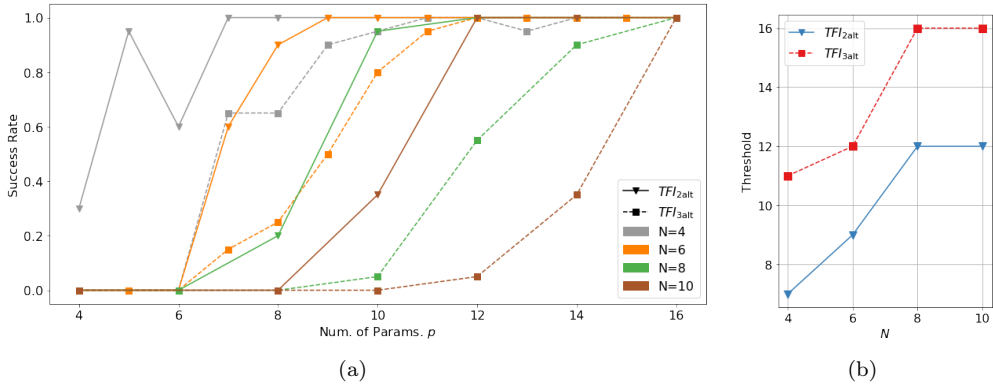 1.0
0.8
0.6
0.4
0.2
0.0
Success Rate
4 6 8 10 12 14 16
Num. of Params. p
TFI2alt
TFI3alt
N=4
N=6
N=8
N=10
(a)
TFI2alt
TFI3alt
16
14
12
10
8
Threshold
4 6 8 10
N
(b)